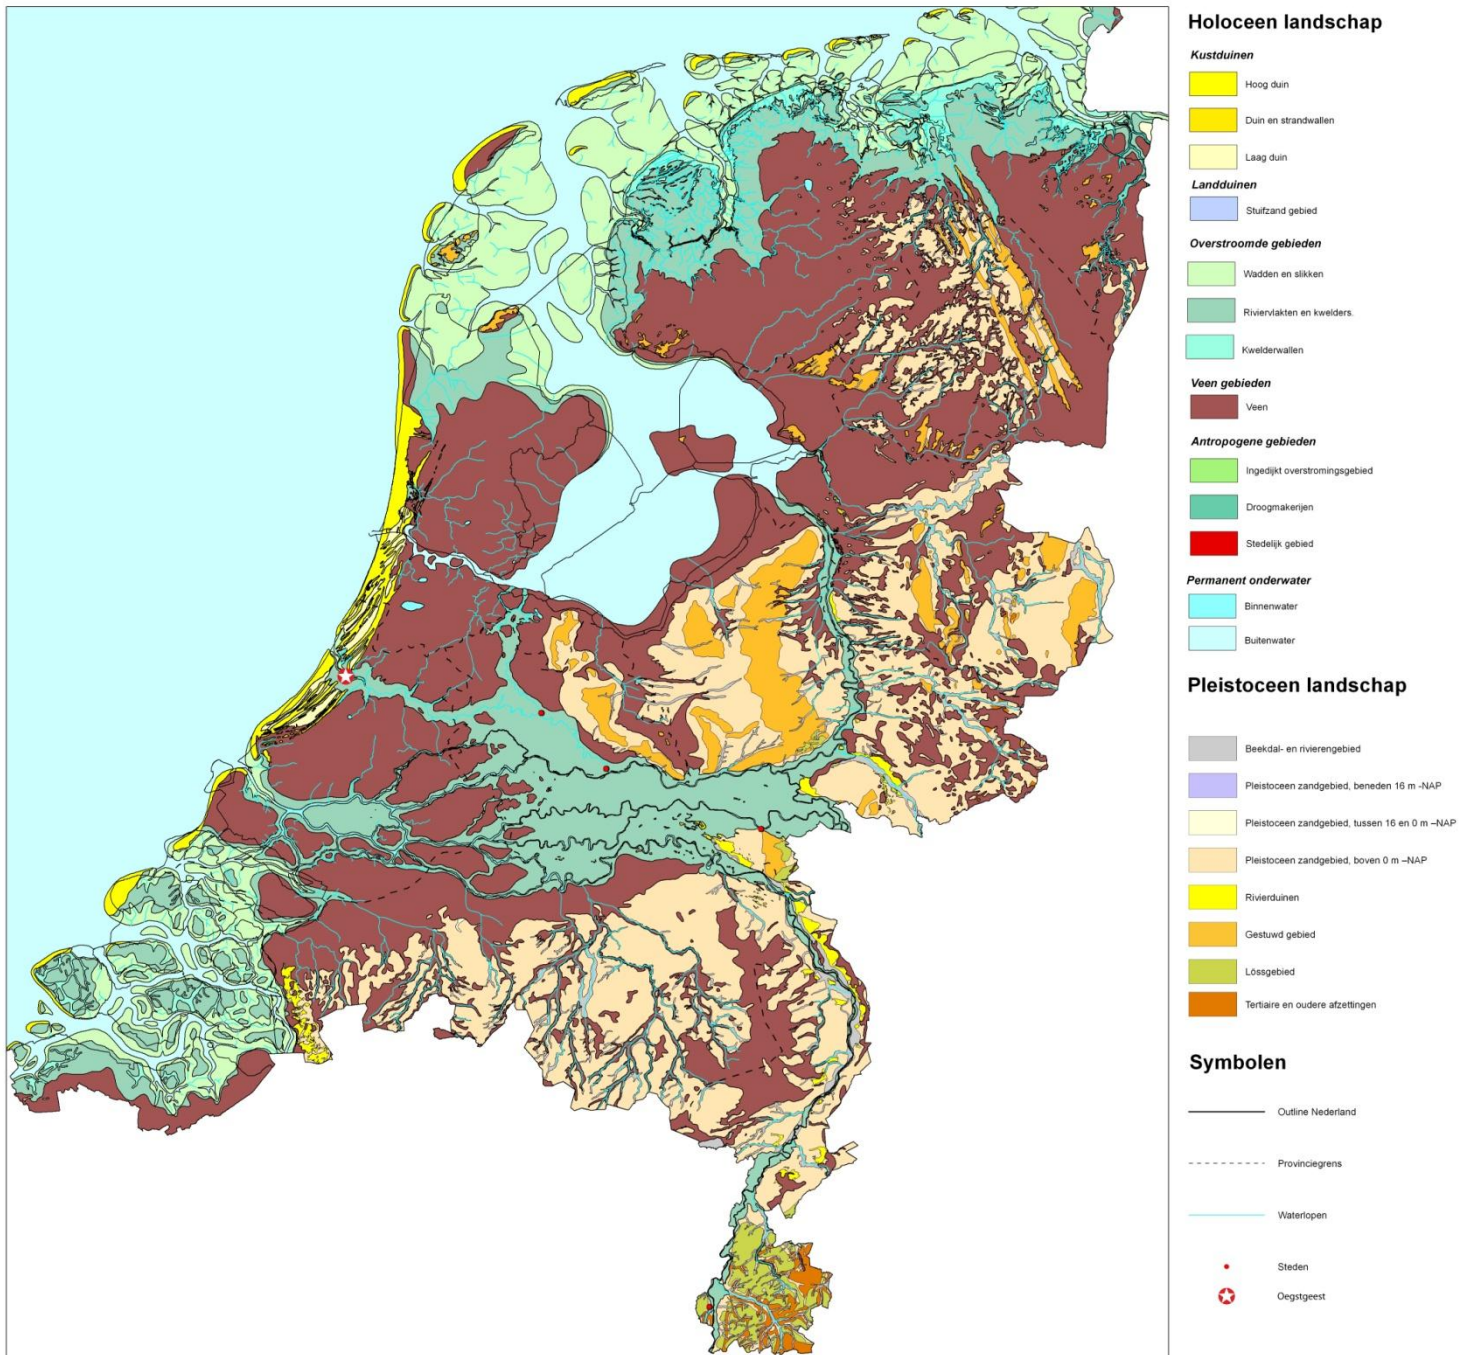 Holoceen landschap
Kustduinen
Hoog duin
Duin en strandwallen
Laag duin
Landduinen
Stuifzand gebied
Overstroomde gebieden
Wadden en slikken
Riviervlakten en kwelders.
Kwelderwallen
Veen gebieden
Veen
Antropogene gebieden
Ingedijkt overstromingsgebied
Droogmakerijen
Stedelijk gebied
Permanent onderwater
Binnenwater
Buitenwater
Pleistoceen landschap
Beekdal- en rivierengebied
Pleistoceen zandgebied, beneden 16 m -NAP
Pleistoceen zandgebied, tussen 16 en 0 m –NAP
Pleistoceen zandgebied, boven 0 m –NAP
Rivierduinen
Gestuwd gebied
Lössgebied
Tertiaire en oudere afzettingen
Symbolen
Outline Nederland
Provinciegrens
Waterlopen
Steden
Oegstgeest